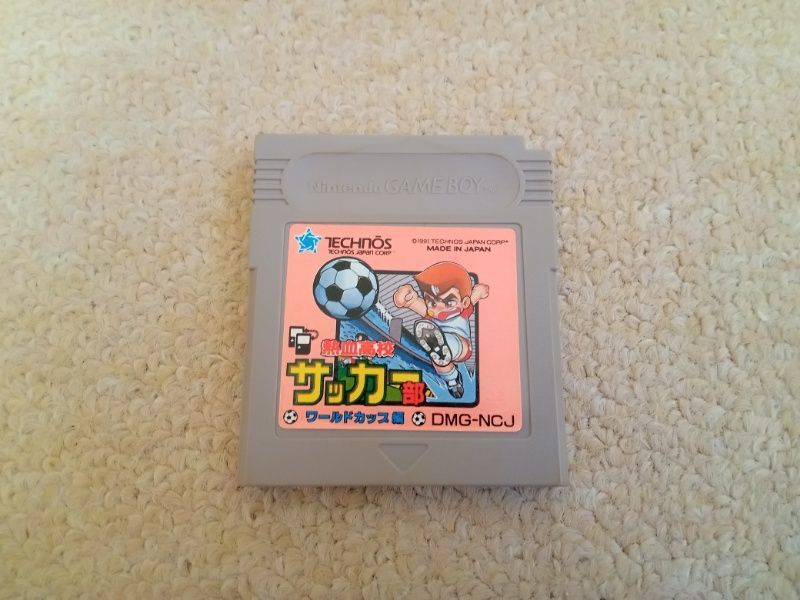 Nintendo GAME BOY
TECHNŌS
TECHNŌS JAPAN CORP.
©1991 TECHNOS JAPAN CORP.
MADE IN JAPAN
熱血高校
サッカー部
ワールドカップ編
DMG-NCJ